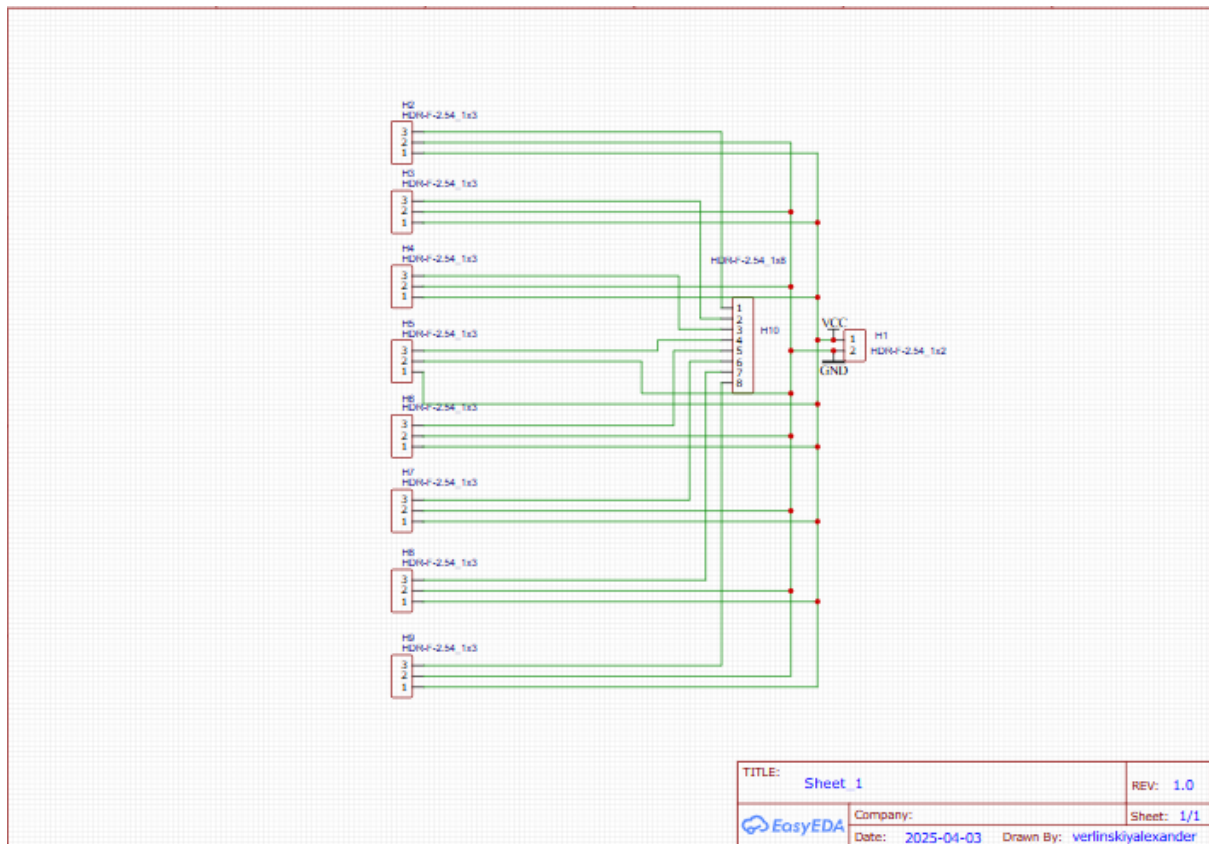 H2
HDR-F-2.54_1x3
3
2
1
H3
HDR-F-2.54_1x3
3
2
1
H4
HDR-F-2.54_1x3
3
2
1
HDR-F-2.54_1x8
1
2
3
4
5
6
7
8
H10
VCC
GND
H1
1
2
HDR-F-2.54_1x2
H5
HDR-F-2.54_1x3
3
2
1
H6
HDR-F-2.54_1x3
3
2
1
H7
HDR-F-2.54_1x3
3
2
1
H8
HDR-F-2.54_1x3
3
2
1
H9
HDR-F-2.54_1x3
3
2
1
TITLE:
Sheet_1
REV: 1.0
EasyEDA
Company:
Sheet: 1/1
Date: 2025-04-03 Drawn By: verlinskiyalexander